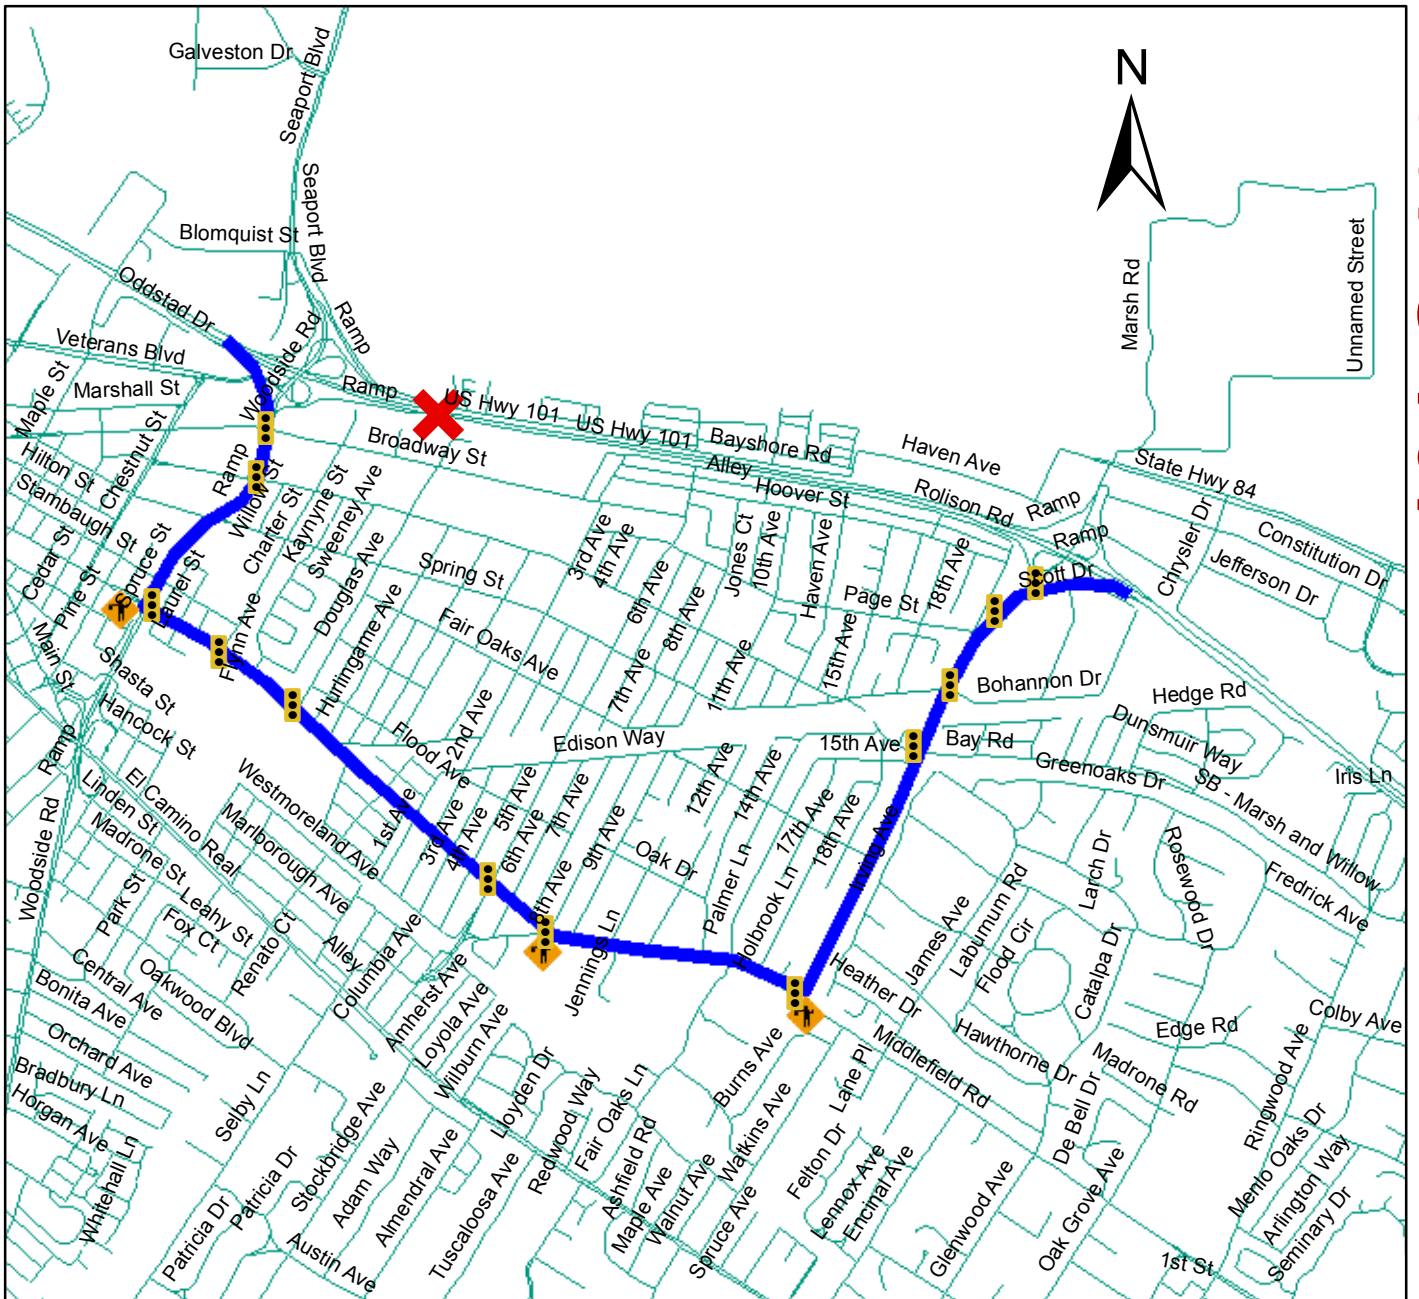 Galveston Dr
Seaport Blvd
N
Seaport Blvd
Blomquist St
Marsh Rd
Unnamed Street
Oddstad Dr
Ramp
Woodside Rd
Veterans Blvd
Maple St
Marshall St
Ramp
US Hwy 101
US Hwy 101
Bayshore Rd
Broadway St
Alley
Haven Ave
State Hwy 84
Hoover St
Rolison Rd
Ramp
Ramp
Hilton St
Chestnut St
Ramp
Willow St
Charter St
Kaynyne St
Sweeney Ave
Douglas Ave
Stambaugh St
Cedar St
Pine St
Spruce St
Laurel St
Spring St
3rd Ave
4th Ave
6th Ave
8th Ave
Jones Ct
10th Ave
Haven Ave
Page St
18th Ave
Scott Dr
Chrysler Dr
Constitution Dr
Jefferson Dr
Main St
Flynn Ave
Hurlingame Ave
Fair Oaks Ave
7th Ave
11th Ave
15th Ave
Bohannon Dr
Hedge Rd
Shasta St
Hancock St
Ramp
Flood Ave
2nd Ave
Edison Way
15th Ave
Bay Rd
Dunsmuir Way
Greenoaks Dr
SB - Marsh and Willow
Iris Ln
Linden St
El Camino Real
Westmoreland Ave
Marlborough Ave
1st Ave
3rd Ave
4th Ave
5th Ave
6th Ave
7th Ave
9th Ave
8th Ave
12th Ave
14th Ave
17th Ave
18th Ave
Irving Ave
Oak Dr
Palmer Ln
Holbrook Ln
Woodside Rd
Madrone St
Park St
Leahy St
Fox Ct
Renato Ct
Alley
Columbia Ave
Jennings Ln
Heather Dr
James Ave
Laburnum Rd
Flood Cir
Larch Dr
Catalpa Dr
Rosewood Dr
Fredrick Ave
Central Ave
Bonita Ave
Oakwood Blvd
Orchard Ave
Bradbury Ln
Horgan Ave
Whitehall Ln
Selby Ln
Amherst Ave
Loyola Ave
Wilburn Ave
Lloyden Dr
Redwood Way
Fair Oaks Ln
Burns Ave
Watkins Ave
Lane Pl
Middlefield Rd
Hawthorne Dr
Edge Rd
Madrone Rd
De Bell Dr
Colby Ave
Ringwood Ave
Menlo Oaks Dr
Arlington Way
Seminary Dr
Patricia Dr
Patricia Dr
Stockbridge Ave
Adam Way
Almendral Ave
Austin Ave
Tuscaloosa Ave
Ashfield Rd
Maple Ave
Walnut Ave
Spruce Ave
Felton Dr
Lennox Ave
Encinal Ave
Glenwood Ave
Oak Grove Ave
1st St